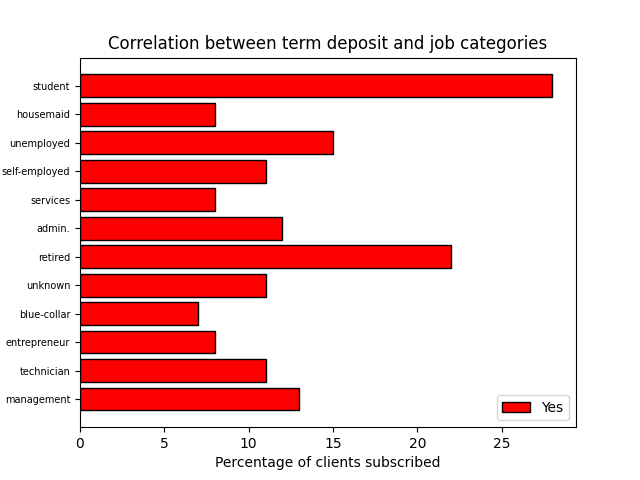 Correlation between term deposit and job categories
student
housemaid
unemployed
self-employed
services
admin.
retired
unknown
blue-collar
entrepreneur
technician
management
Yes
0 5 10 15 20 25
Percentage of clients subscribed